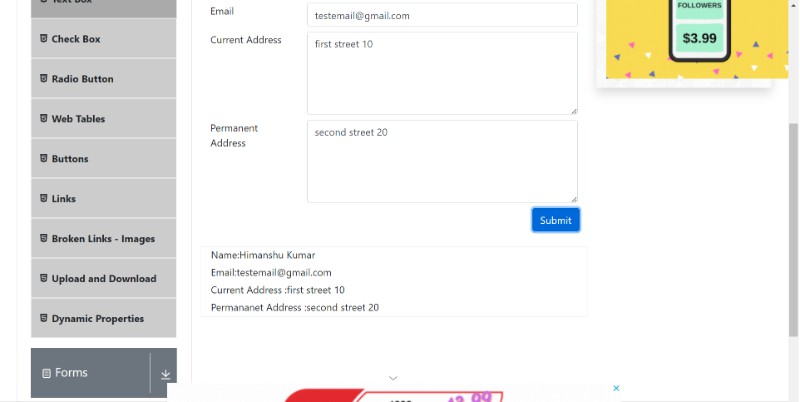 Text Box
Check Box
Radio Button
Web Tables
Buttons
Links
Broken Links - Images
Upload and Download
Dynamic Properties
Forms
Email
testemail@gmail.com
Current Address
first street 10
Permanent
Address
second street 20
Submit
Name:Himanshu Kumar
Email:testemail@gmail.com
Current Address :first street 10
Permananet Address :second street 20
FOLLOWERS
$3.99